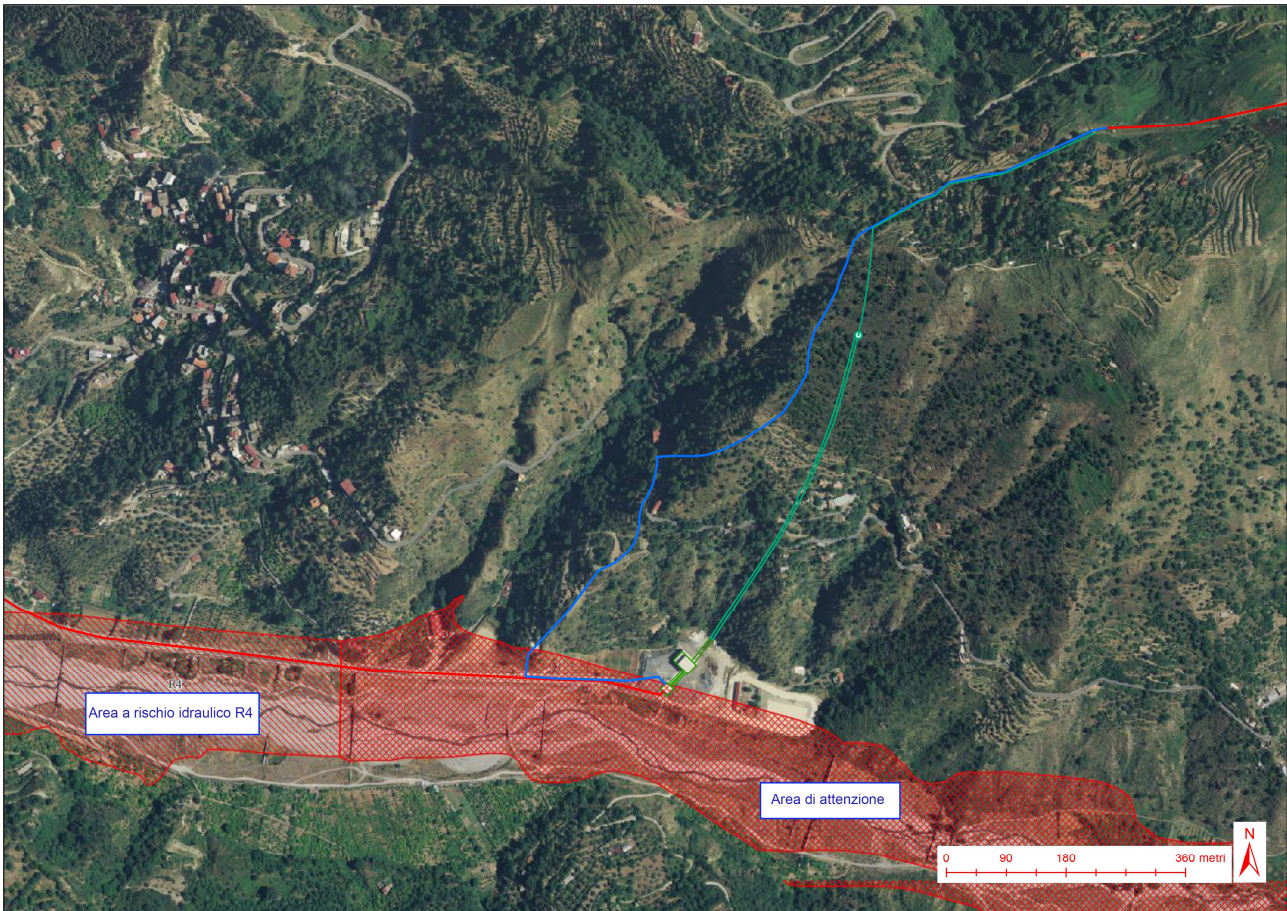 R4
Area a rischio idraulico R4
Area di attenzione
N
0 90 180 360 metri